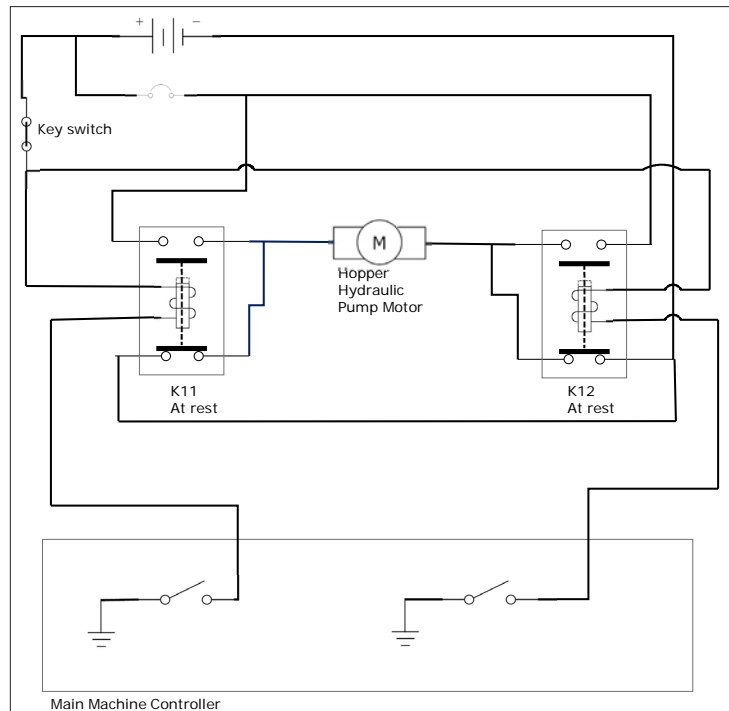 + −
Key switch
M
Hopper
Hydraulic
Pump Motor
K11
At rest
K12
At rest
Main Machine Controller